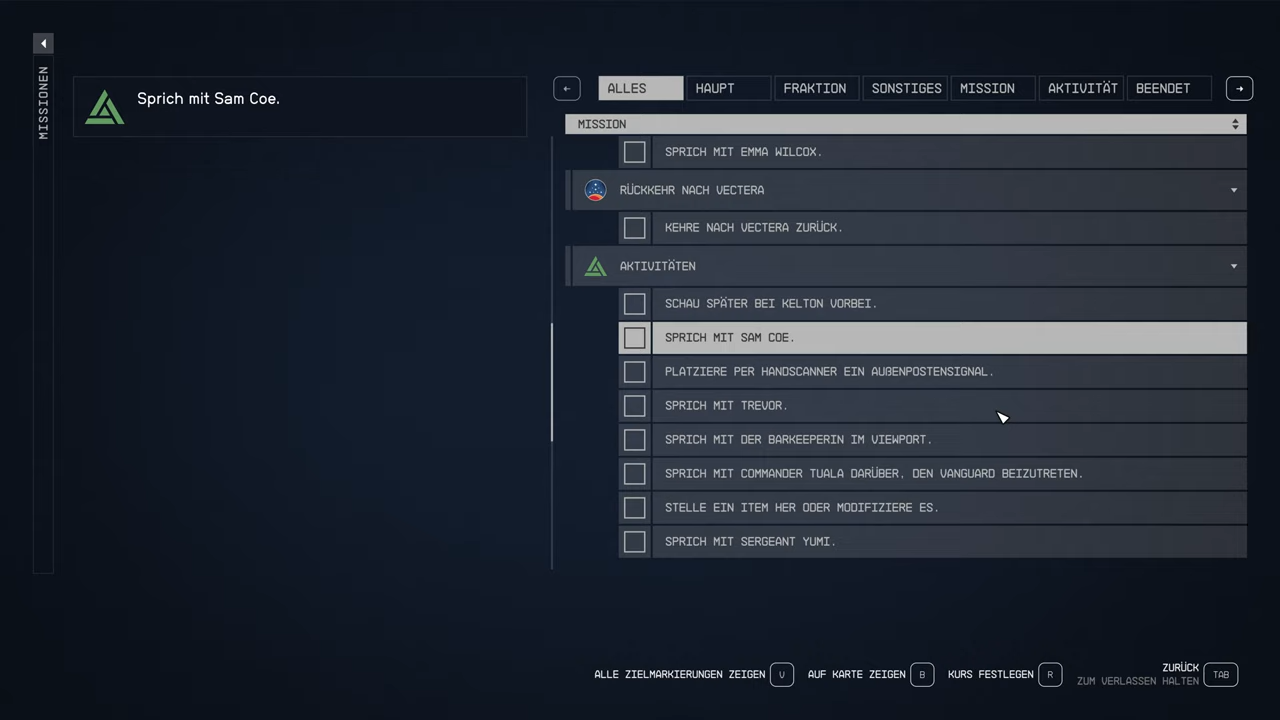 MISSIONEN
Sprich mit Sam Coe.
ALLES HAUPT FRAKTION SONSTIGES MISSION AKTIVITÄT BEENDET
MISSION
SPRICH MIT EMMA WILCOX.
RÜCKKEHR NACH VECTERA
KEHRE NACH VECTERA ZURÜCK.
AKTIVITÄTEN
SCHAU SPÄTER BEI KELTON VORBEI.
SPRICH MIT SAM COE.
PLATZIERE PER HANDSCANNER EIN AUßENPOSTENSIGNAL.
SPRICH MIT TREVOR.
SPRICH MIT DER BARKEEPERIN IM VIEWPORT.
SPRICH MIT COMMANDER TUALA DARÜBER, DEN VANGUARD BEIZUTRETEN.
STELLE EIN ITEM HER ODER MODIFIZIERE ES.
SPRICH MIT SERGEANT YUMI.
ALLE ZIELMARKIERUNGEN ZEIGEN V AUF KARTE ZEIGEN B KURS FESTLEGEN R ZURÜCK TAB
ZUM VERLASSEN HALTEN